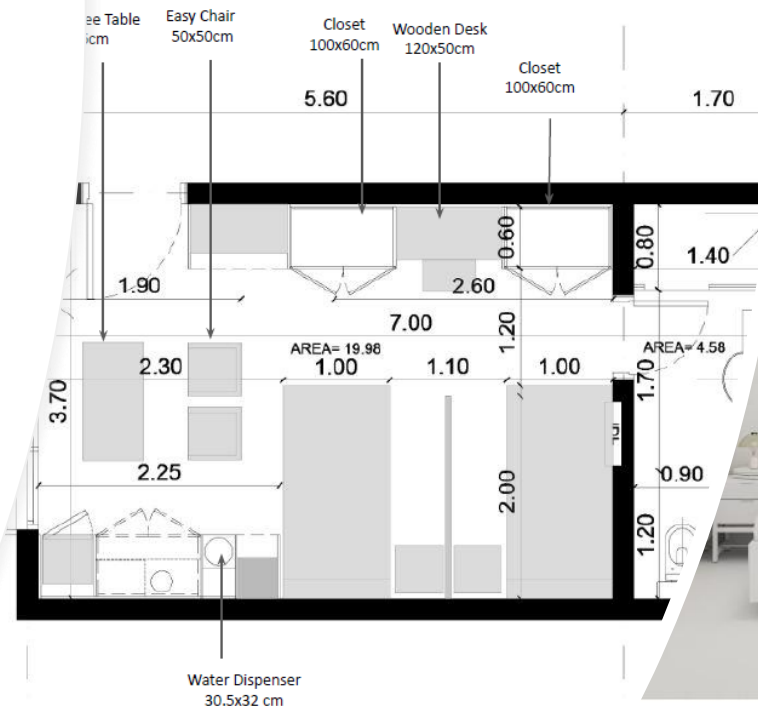 ee Table
Easy Chair
50x50cm
Closet
100x60cm
Wooden Desk
120x50cm
Closet
100x60cm
5.60
1.70
0.60
0.80
1.40
1.90
2.60
7.00
1.20
AREA= 19.98
AREA= 4.58
2.30
1.00
1.10
1.00
1.70
3.70
2.25
2.00
0.90
1.20
Water Dispenser
30.5x32 cm